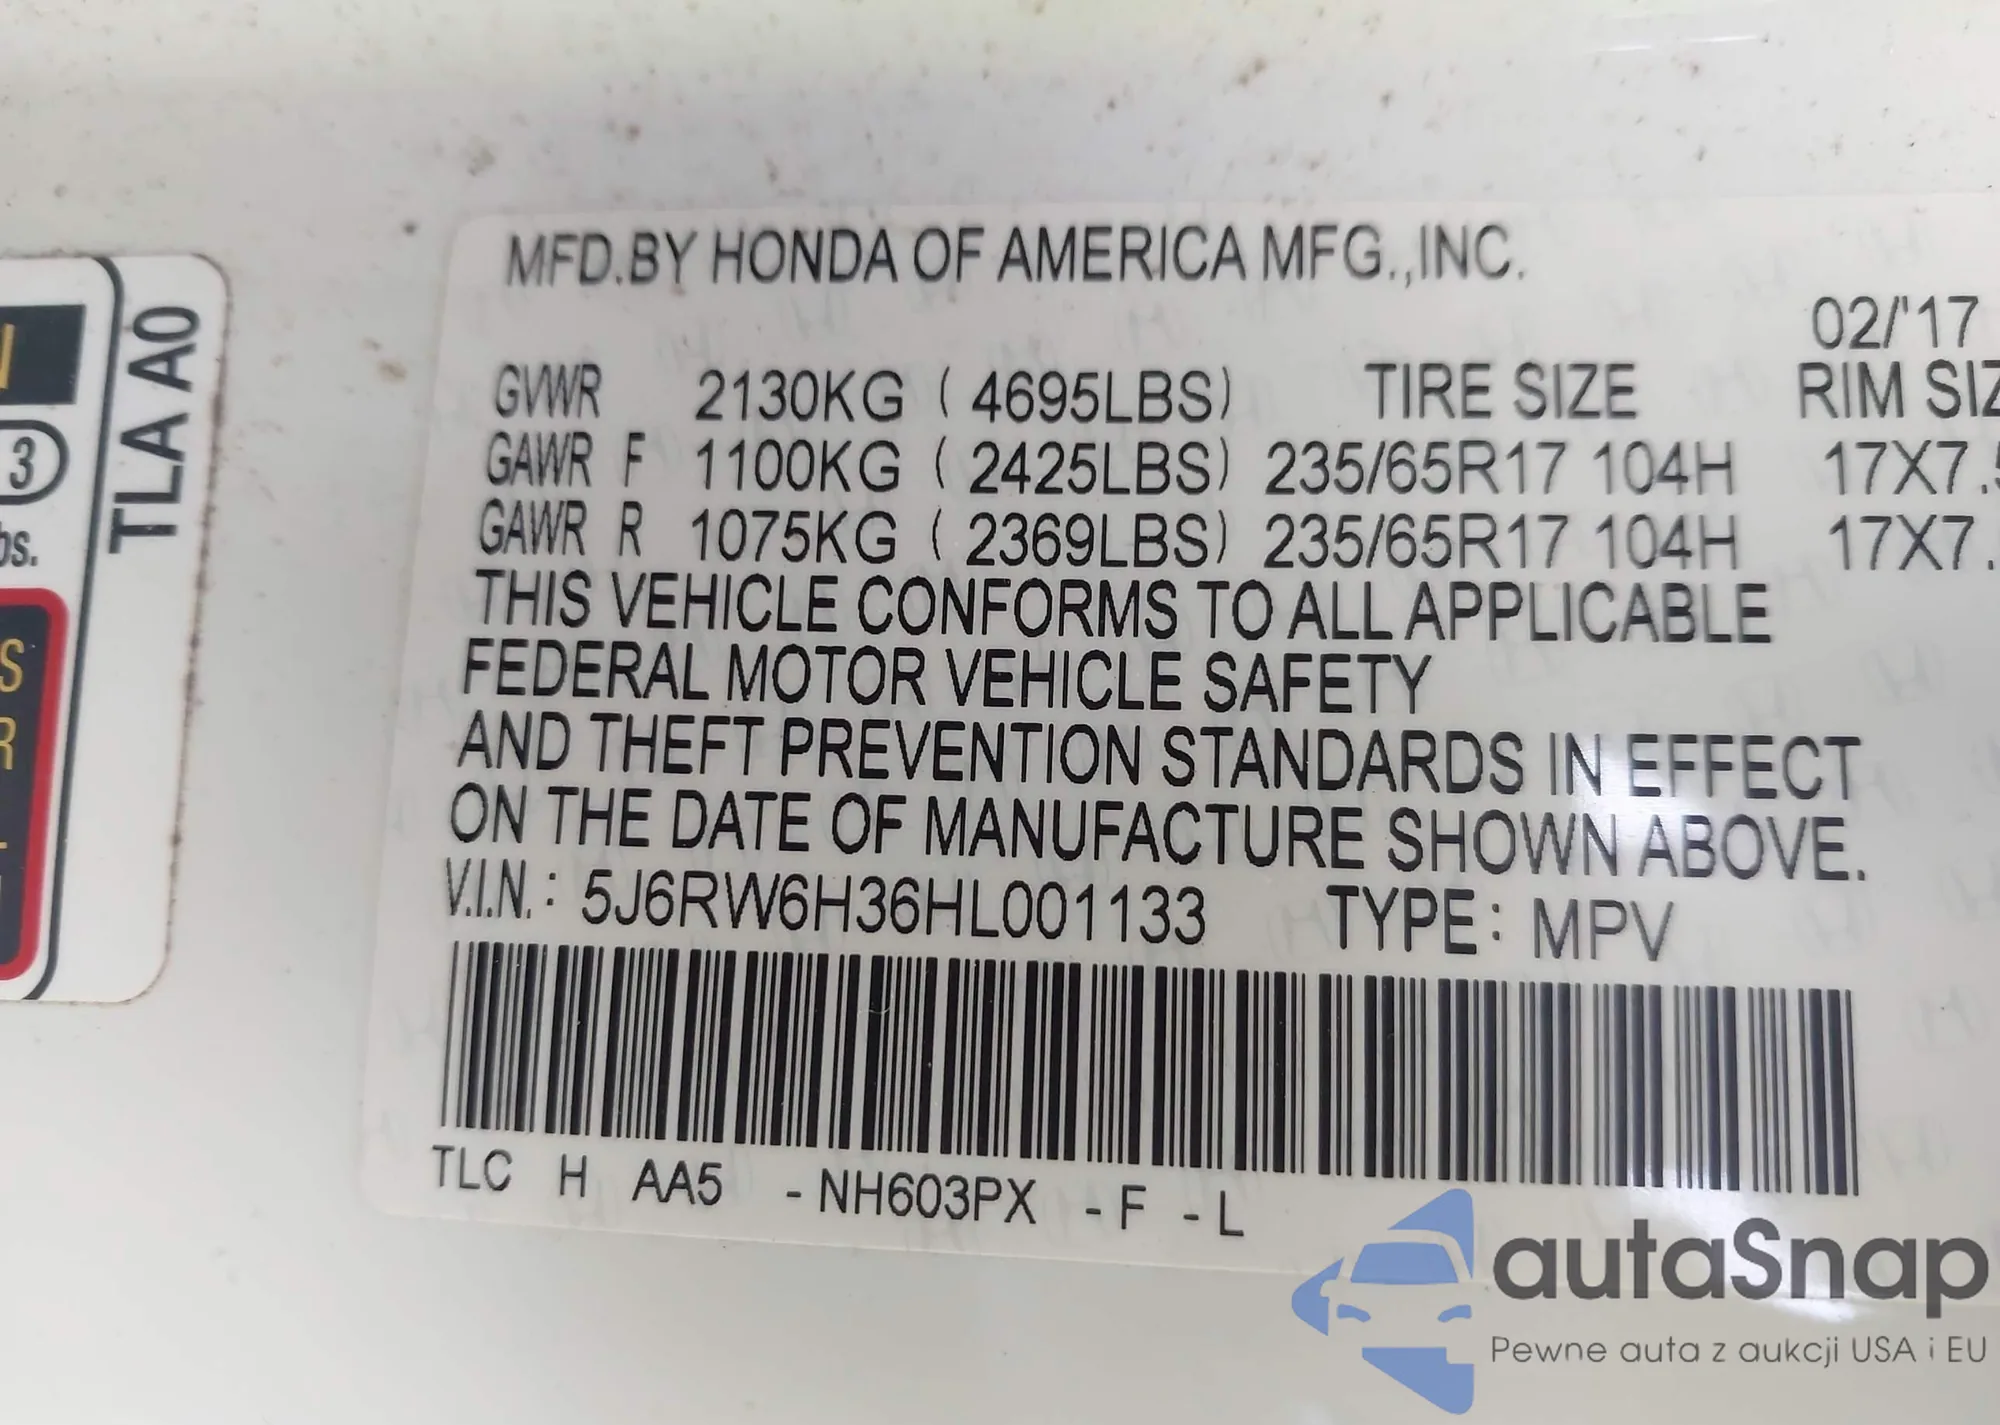 MFD.BY HONDA OF AMERICA MFG.,INC.
02/'17
GVWR 2130KG ( 4695LBS) TIRE SIZE RIM SIZ
GAWR F 1100KG ( 2425LBS) 235/65R17 104H 17X7.5
GAWR R 1075KG ( 2369LBS) 235/65R17 104H 17X7.
THIS VEHICLE CONFORMS TO ALL APPLICABLE
FEDERAL MOTOR VEHICLE SAFETY
AND THEFT PREVENTION STANDARDS IN EFFECT
ON THE DATE OF MANUFACTURE SHOWN ABOVE.
V.I.N.: 5J6RW6H36HL001133 TYPE: MPV
TLC H AA5 -NH603PX -F -L
TLA A0
3
bs.
S
R
autaSnap
Pewne auta z aukcji USA i EU